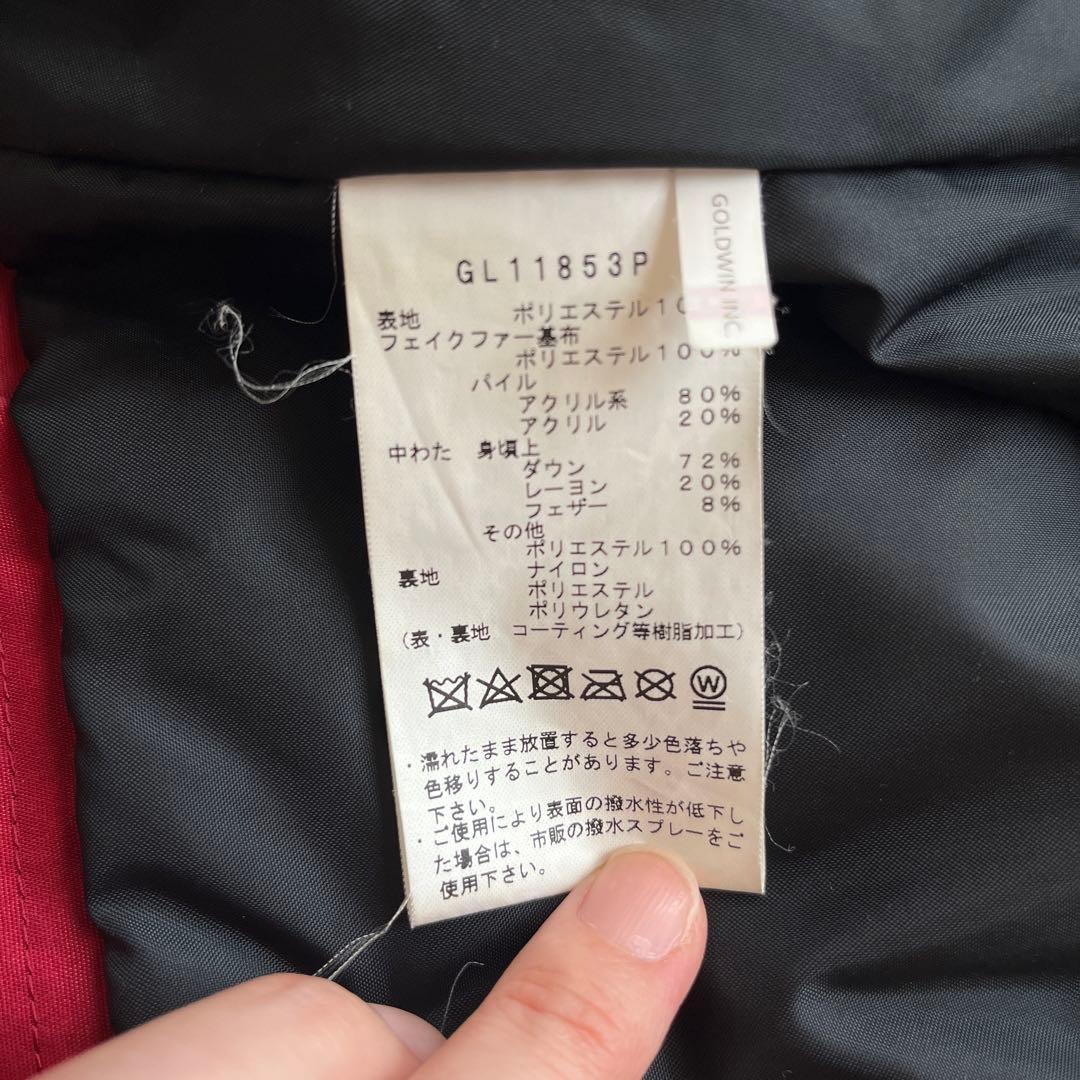 GOLDWIN INC
GL11853P
表地 ポリエステル10
フェイクファー基布
ポリエステル100%
パイル
アクリル系 80%
アクリル 20%
中わた 身頃上
ダウン 72%
レーヨン 20%
フェザー 8%
その他
ポリエステル100%
裏地 ナイロン
ポリエステル
ポリウレタン
(表・裏地 コーティング等樹脂加工)
W
・濡れたまま放置すると多少色落ちや
色移りすることがあります。ご注意
下さい。
・ご使用により表面の撥水性が低下し
た場合は、市販の撥水スプレーをご
使用下さい。